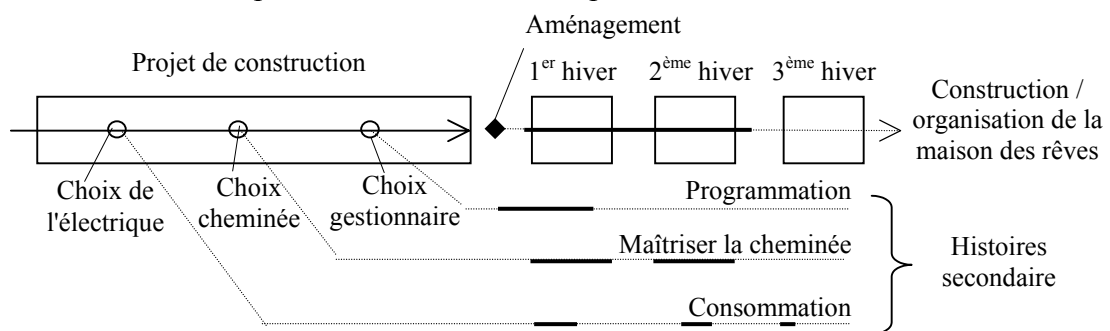 Aménagement
Projet de construction
1er hiver
2ème hiver
3ème hiver
Construction /
organisation de la
maison des rêves
Choix de
l'électrique
Choix
cheminée
Choix
gestionnaire
Programmation
Maîtriser la cheminée
Consommation
Histoires
secondaire